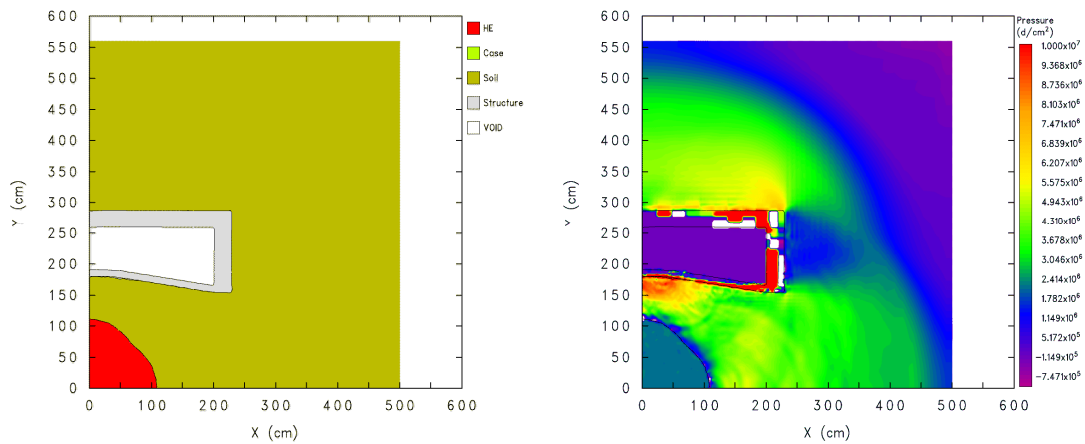 600
550
500
450
400
350
300
250
200
150
100
50
0
Y (cm)
0 100 200 300 400 500 600
X (cm)
HE
Case
Soil
Structure
VOID
600
550
500
450
400
350
300
250
200
150
100
50
0
Y (cm)
0 100 200 300 400 500 600
X (cm)
Pressure
(d/cm²)
1.000x10⁷
9.368x10⁶
8.103x10⁶
7.471x10⁶
6.839x10⁶
6.207x10⁶
5.575x10⁶
4.943x10⁶
4.310x10⁶
3.678x10⁶
3.046x10⁶
2.414x10⁶
1.782x10⁶
1.149x10⁶
5.172x10⁵
-1.149x10⁵
-7.471x10⁵